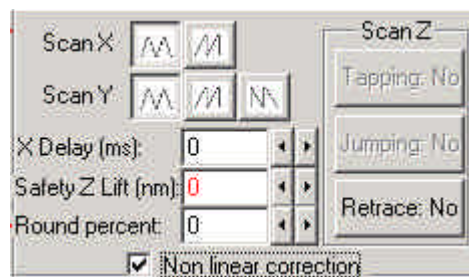 Scan X
Scan Y
X Delay (ms): 0
Safety Z Lift (nm): 0
Round percent: 0
Non linear correction
Scan Z
Tapping: No
Jumping: No
Retrace: No